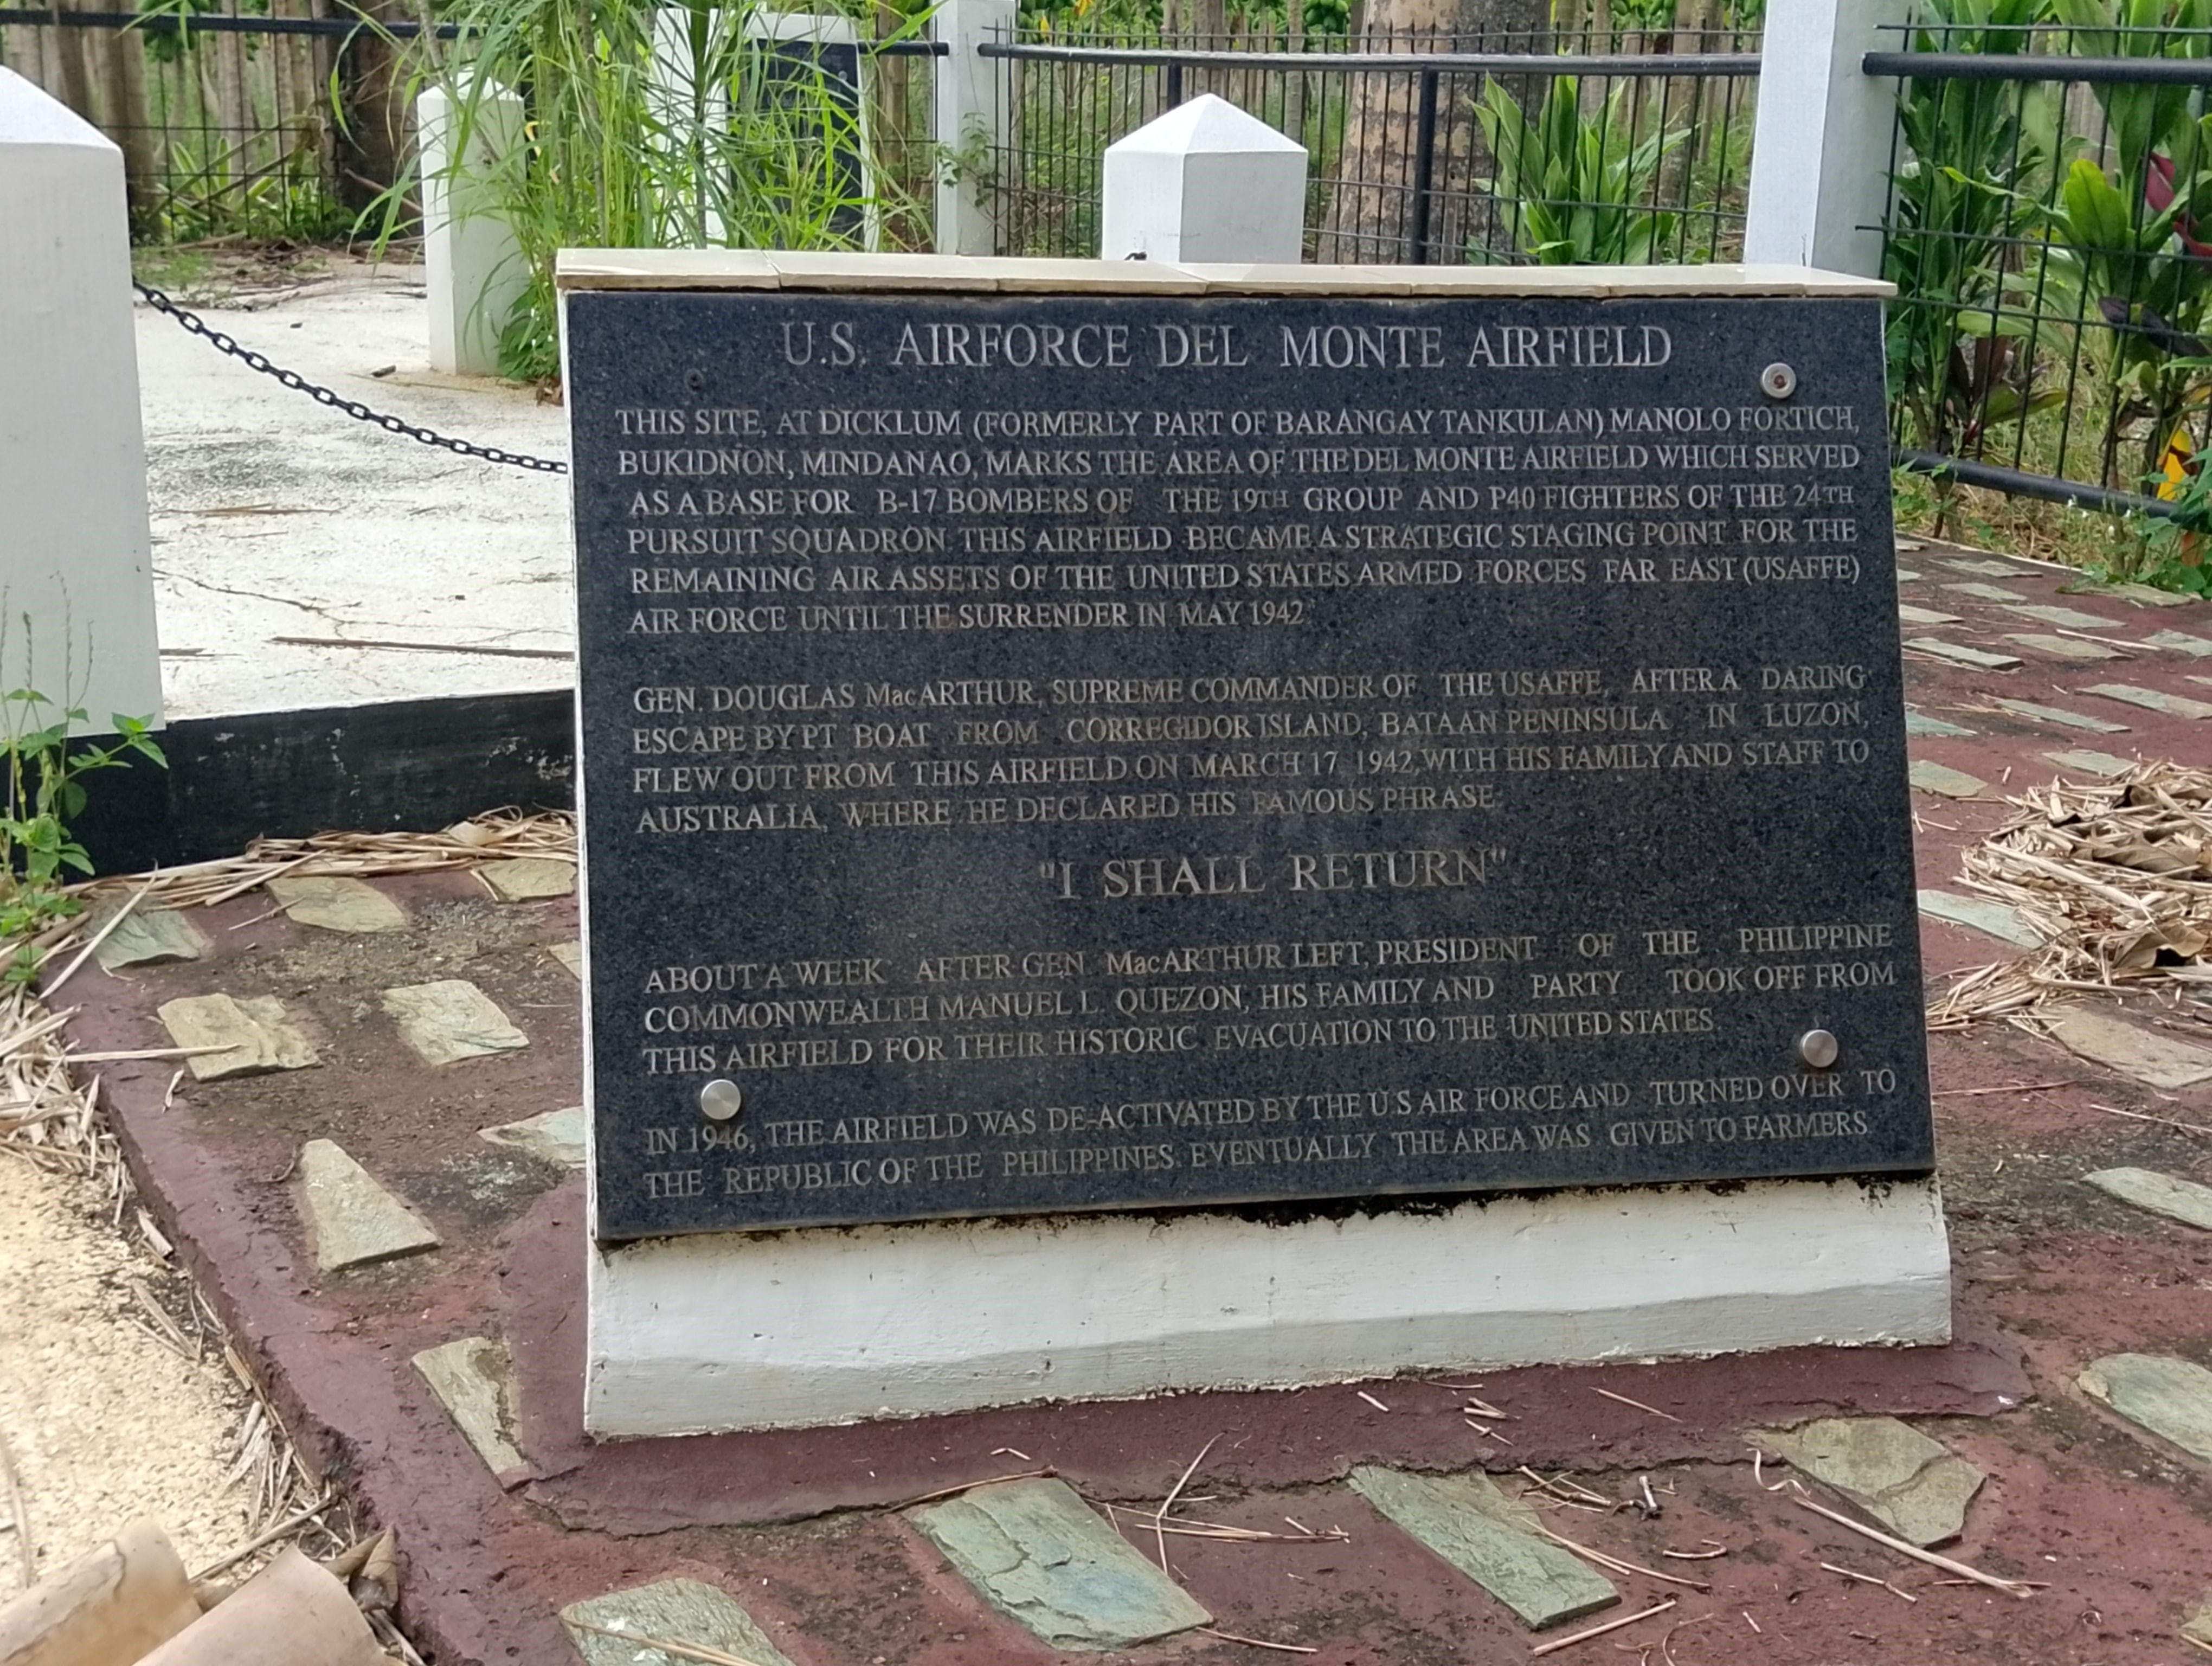 U.S. AIRFORCE DEL MONTE AIRFIELD
THIS SITE, AT DICKLUM (FORMERLY PART OF BARANGAY TANKULAN) MANOLO FORTICH,
BUKIDNON, MINDANAO, MARKS THE AREA OF THE DEL MONTE AIRFIELD WHICH SERVED
AS A BASE FOR B-17 BOMBERS OF THE 19TH GROUP AND P40 FIGHTERS OF THE 24TH
PURSUIT SQUADRON THIS AIRFIELD BECAME A STRATEGIC STAGING POINT FOR THE
REMAINING AIR ASSETS OF THE UNITED STATES ARMED FORCES FAR EAST (USAFFE)
AIR FORCE UNTIL THE SURRENDER IN MAY 1942
GEN. DOUGLAS MacARTHUR, SUPREME COMMANDER OF THE USAFFE, AFTER A DARING
ESCAPE BY PT BOAT FROM CORREGIDOR ISLAND, BATAAN PENINSULA IN LUZON,
FLEW OUT FROM THIS AIRFIELD ON MARCH 17 1942, WITH HIS FAMILY AND STAFF TO
AUSTRALIA, WHERE HE DECLARED HIS FAMOUS PHRASE:
"I SHALL RETURN"
ABOUT A WEEK AFTER GEN MacARTHUR LEFT, PRESIDENT OF THE PHILIPPINE
COMMONWEALTH MANUEL L. QUEZON, HIS FAMILY AND PARTY TOOK OFF FROM
THIS AIRFIELD FOR THEIR HISTORIC EVACUATION TO THE UNITED STATES
IN 1946, THE AIRFIELD WAS DE-ACTIVATED BY THE U S AIR FORCE AND TURNED OVER TO
THE REPUBLIC OF THE PHILIPPINES. EVENTUALLY THE AREA WAS GIVEN TO FARMERS